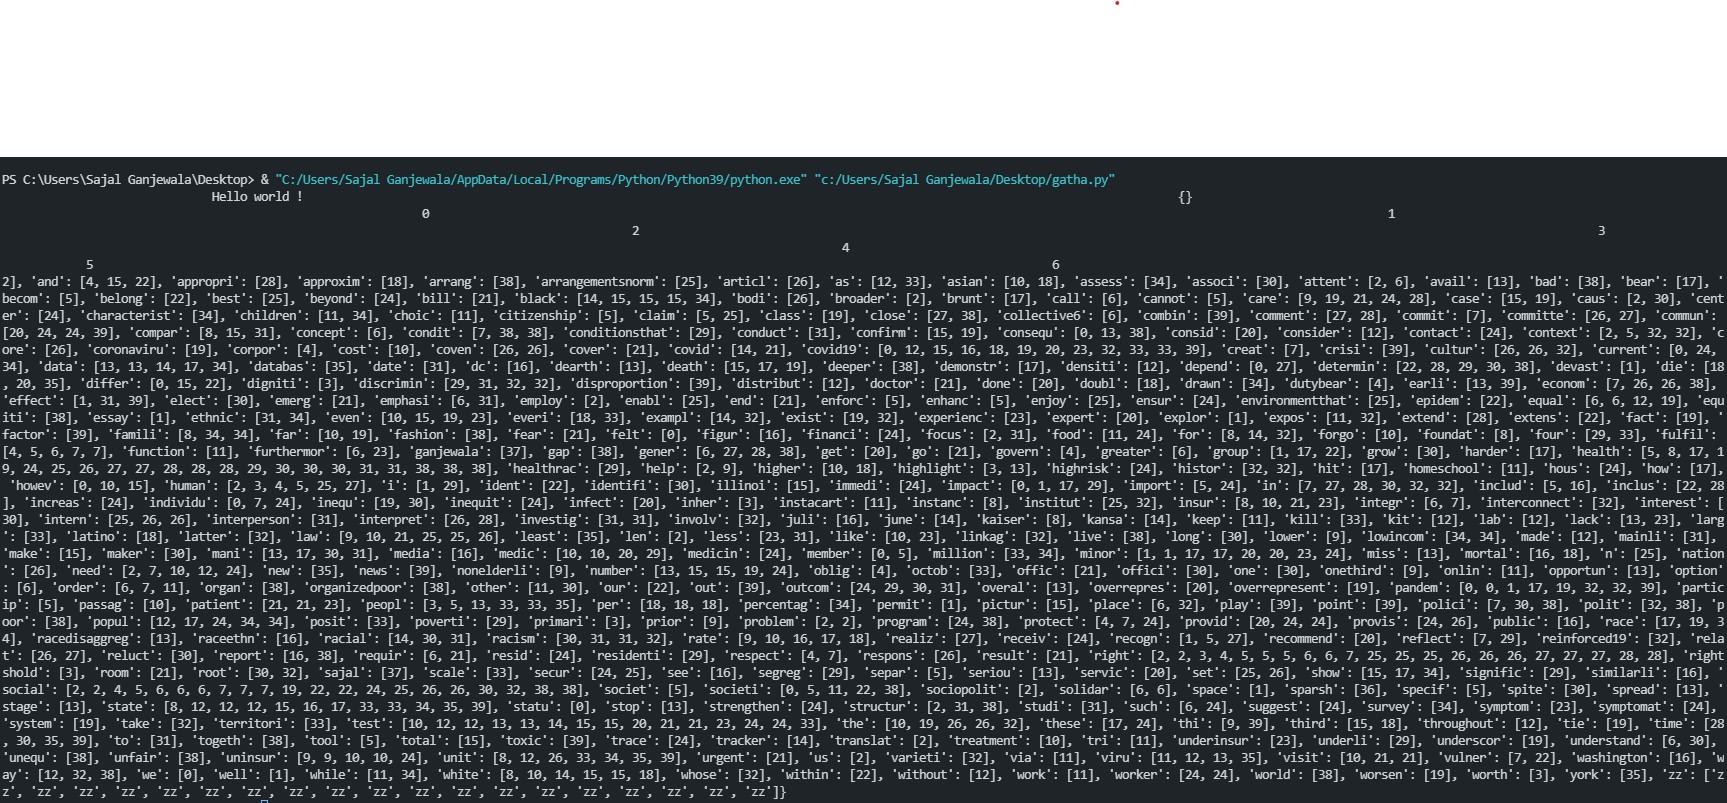 PS C:\Users\Sajal Ganjewala\Desktop> & "C:/Users/Sajal Ganjewala/AppData/Local/Programs/Python/Python39/python.exe" "c:/Users/Sajal Ganjewala/Desktop/gatha.py"
Hello world ! {}
0 1
2 3
4
5 6
2], 'and': [4, 15, 22], 'appropri': [28], 'approxim': [18], 'arrang': [38], 'arrangementsnorm': [25], 'articl': [26], 'as': [12, 33], 'asian': [10, 18], 'assess': [34], 'associ': [30], 'attent': [2, 6], 'avail': [13], 'bad': [38], 'bear': [17], '
becom': [5], 'belong': [22], 'best': [25], 'beyond': [24], 'bill': [21], 'black': [14, 15, 15, 15, 34], 'bodi': [26], 'broader': [2], 'brunt': [17], 'call': [6], 'cannot': [5], 'care': [9, 19, 21, 24, 28], 'case': [15, 19], 'caus': [2, 30], 'cent
er': [24], 'characterist': [34], 'children': [11, 34], 'choic': [11], 'citizenship': [5], 'claim': [5, 25], 'class': [19], 'close': [27, 38], 'collective6': [6], 'combin': [39], 'comment': [27, 28], 'commit': [7], 'committe': [26, 27], 'commun':
[20, 24, 24, 39], 'compar': [8, 15, 31], 'concept': [6], 'condit': [7, 38, 38], 'conditionsthat': [29], 'conduct': [31], 'confirm': [15, 19], 'consequ': [0, 13, 38], 'consid': [20], 'consider': [12], 'contact': [24], 'context': [2, 5, 32, 32], 'c
ore': [26], 'coronaviru': [19], 'corpor': [4], 'cost': [10], 'coven': [26, 26], 'cover': [21], 'covid': [14, 21], 'covid19': [0, 12, 15, 16, 18, 19, 20, 23, 32, 33, 33, 39], 'creat': [7], 'crisi': [39], 'cultur': [26, 26, 32], 'current': [0, 24,
34], 'data': [13, 13, 14, 17, 34], 'databas': [35], 'date': [31], 'dc': [16], 'dearth': [13], 'death': [15, 17, 19], 'deeper': [38], 'demonstr': [17], 'densiti': [12], 'depend': [0, 27], 'determin': [22, 28, 29, 30, 38], 'devast': [1], 'die': [18
, 20, 35], 'differ': [0, 15, 22], 'digniti': [3], 'discrimin': [29, 31, 32, 32], 'disproportion': [39], 'distribut': [12], 'doctor': [21], 'done': [20], 'doubl': [18], 'drawn': [34], 'dutybear': [4], 'earli': [13, 39], 'econom': [7, 26, 26, 38],
'effect': [1, 31, 39], 'elect': [30], 'emerg': [21], 'emphasi': [6, 31], 'employ': [2], 'enabl': [25], 'end': [21], 'enforc': [5], 'enhanc': [5], 'enjoy': [25], 'ensur': [24], 'environmentthat': [25], 'epidem': [22], 'equal': [6, 6, 12, 19], 'equ
iti': [38], 'essay': [1], 'ethnic': [31, 34], 'even': [10, 15, 19, 23], 'everi': [18, 33], 'exampl': [14, 32], 'exist': [19, 32], 'experienc': [23], 'expert': [20], 'explor': [1], 'expos': [11, 32], 'extend': [28], 'extens': [22], 'fact': [19], '
factor': [39], 'famili': [8, 34, 34], 'far': [10, 19], 'fashion': [38], 'fear': [21], 'felt': [0], 'figur': [16], 'financi': [24], 'focus': [2, 31], 'food': [11, 24], 'for': [8, 14, 32], 'forgo': [10], 'foundat': [8], 'four': [29, 33], 'fulfil':
[4, 5, 6, 7, 7], 'function': [11], 'furthermor': [6, 23], 'ganjewala': [37], 'gap': [38], 'gener': [6, 27, 28, 38], 'get': [20], 'go': [21], 'govern': [4], 'greater': [6], 'group': [1, 17, 22], 'grow': [30], 'harder': [17], 'health': [5, 8, 17, 1
9, 24, 25, 26, 27, 27, 28, 28, 28, 29, 30, 30, 30, 31, 31, 38, 38, 38], 'healthrac': [29], 'help': [2, 9], 'higher': [10, 18], 'highlight': [3, 13], 'highrisk': [24], 'histor': [32, 32], 'hit': [17], 'homeschool': [11], 'hous': [24], 'how': [17],
'howev': [0, 10, 15], 'human': [2, 3, 4, 5, 25, 27], 'i': [1, 29], 'ident': [22], 'identifi': [30], 'illinoi': [15], 'immedi': [24], 'impact': [0, 1, 17, 29], 'import': [5, 24], 'in': [7, 27, 28, 30, 32, 32], 'includ': [5, 16], 'inclus': [22, 28
], 'increas': [24], 'individu': [0, 7, 24], 'inequ': [19, 30], 'inequit': [24], 'infect': [20], 'inher': [3], 'instacart': [11], 'instanc': [8], 'institut': [25, 32], 'insur': [8, 10, 21, 23], 'integr': [6, 7], 'interconnect': [32], 'interest': [
30], 'intern': [25, 26, 26], 'interperson': [31], 'interpret': [26, 28], 'investig': [31, 31], 'involv': [32], 'juli': [16], 'june': [14], 'kaiser': [8], 'kansa': [14], 'keep': [11], 'kill': [33], 'kit': [12], 'lab': [12], 'lack': [13, 23], 'larg
': [33], 'latino': [18], 'latter': [32], 'law': [9, 10, 21, 25, 25, 26], 'least': [35], 'len': [2], 'less': [23, 31], 'like': [10, 23], 'linkag': [32], 'live': [38], 'long': [30], 'lower': [9], 'lowincom': [34, 34], 'made': [12], 'mainli': [31],
'make': [15], 'maker': [30], 'mani': [13, 17, 30, 31], 'media': [16], 'medic': [10, 10, 20, 29], 'medicin': [24], 'member': [0, 5], 'million': [33, 34], 'minor': [1, 1, 17, 17, 20, 20, 23, 24], 'miss': [13], 'mortal': [16, 18], 'n': [25], 'nation
': [26], 'need': [2, 7, 10, 12, 24], 'new': [35], 'news': [39], 'nonelderli': [9], 'number': [13, 15, 15, 19, 24], 'oblig': [4], 'octob': [33], 'offic': [21], 'offici': [30], 'one': [30], 'onethird': [9], 'onlin': [11], 'opportun': [13], 'option'
: [6], 'order': [6, 7, 11], 'organ': [38], 'organizedpoor': [38], 'other': [11, 30], 'our': [22], 'out': [39], 'outcom': [24, 29, 30, 31], 'overal': [13], 'overrepres': [20], 'overrepresent': [19], 'pandem': [0, 0, 1, 17, 19, 32, 32, 39], 'partic
ip': [5], 'passag': [10], 'patient': [21, 21, 23], 'peopl': [3, 5, 13, 33, 33, 35], 'per': [18, 18, 18], 'percentag': [34], 'permit': [1], 'pictur': [15], 'place': [6, 32], 'play': [39], 'point': [39], 'polici': [7, 30, 38], 'polit': [32, 38], 'p
oor': [38], 'popul': [12, 17, 24, 34, 34], 'posit': [33], 'poverti': [29], 'primari': [3], 'prior': [9], 'problem': [2, 2], 'program': [24, 38], 'protect': [4, 7, 24], 'provid': [20, 24, 24], 'provis': [24, 26], 'public': [16], 'race': [17, 19, 3
4], 'racedisaggreg': [13], 'raceethn': [16], 'racial': [14, 30, 31], 'racism': [30, 31, 31, 32], 'rate': [9, 10, 16, 17, 18], 'realiz': [27], 'receiv': [24], 'recogn': [1, 5, 27], 'recommend': [20], 'reflect': [7, 29], 'reinforced19': [32], 'rela
t': [26, 27], 'reluct': [30], 'report': [16, 38], 'requir': [6, 21], 'resid': [24], 'residenti': [29], 'respect': [4, 7], 'respons': [26], 'result': [21], 'right': [2, 2, 3, 4, 5, 5, 5, 6, 6, 7, 25, 25, 25, 26, 26, 26, 27, 27, 27, 28, 28], 'right
shold': [3], 'room': [21], 'root': [30, 32], 'sajal': [37], 'scale': [33], 'secur': [24, 25], 'see': [16], 'segreg': [29], 'separ': [5], 'seriou': [13], 'servic': [20], 'set': [25, 26], 'show': [15, 17, 34], 'signific': [29], 'similarli': [16], '
social': [2, 2, 4, 5, 6, 6, 6, 7, 7, 7, 19, 22, 22, 24, 25, 26, 26, 30, 32, 38, 38], 'societ': [5], 'societi': [0, 5, 11, 22, 38], 'sociopolit': [2], 'solidar': [6, 6], 'space': [1], 'sparsh': [36], 'specif': [5], 'spite': [30], 'spread': [13], '
stage': [13], 'state': [8, 12, 12, 12, 15, 16, 17, 33, 33, 34, 35, 39], 'statu': [0], 'stop': [13], 'strengthen': [24], 'structur': [2, 31, 38], 'studi': [31], 'such': [6, 24], 'suggest': [24], 'survey': [34], 'symptom': [23], 'symptomat': [24],
'system': [19], 'take': [32], 'territori': [33], 'test': [10, 12, 12, 13, 13, 14, 15, 15, 20, 21, 21, 23, 24, 24, 33], 'the': [10, 19, 26, 26, 32], 'these': [17, 24], 'thi': [9, 39], 'third': [15, 18], 'throughout': [12], 'tie': [19], 'time': [28
, 30, 35, 39], 'to': [31], 'togeth': [38], 'tool': [5], 'total': [15], 'toxic': [39], 'trace': [24], 'tracker': [14], 'translat': [2], 'treatment': [10], 'tri': [11], 'underinsur': [23], 'underli': [29], 'underscor': [19], 'understand': [6, 30],
'unequ': [38], 'unfair': [38], 'uninsur': [9, 9, 10, 10, 24], 'unit': [8, 12, 26, 33, 34, 35, 39], 'urgent': [21], 'us': [2], 'varieti': [32], 'via': [11], 'viru': [11, 12, 13, 35], 'visit': [10, 21, 21], 'vulner': [7, 22], 'washington': [16], 'w
ay': [12, 32, 38], 'we': [0], 'well': [1], 'while': [11, 34], 'white': [8, 10, 14, 15, 15, 18], 'whose': [32], 'within': [22], 'without': [12], 'work': [11], 'worker': [24, 24], 'world': [38], 'worsen': [19], 'worth': [3], 'york': [35], 'zz': ['z
z', 'zz', 'zz', 'zz', 'zz', 'zz', 'zz', 'zz', 'zz', 'zz', 'zz', 'zz', 'zz', 'zz', 'zz', 'zz', 'zz', 'zz', 'zz']}